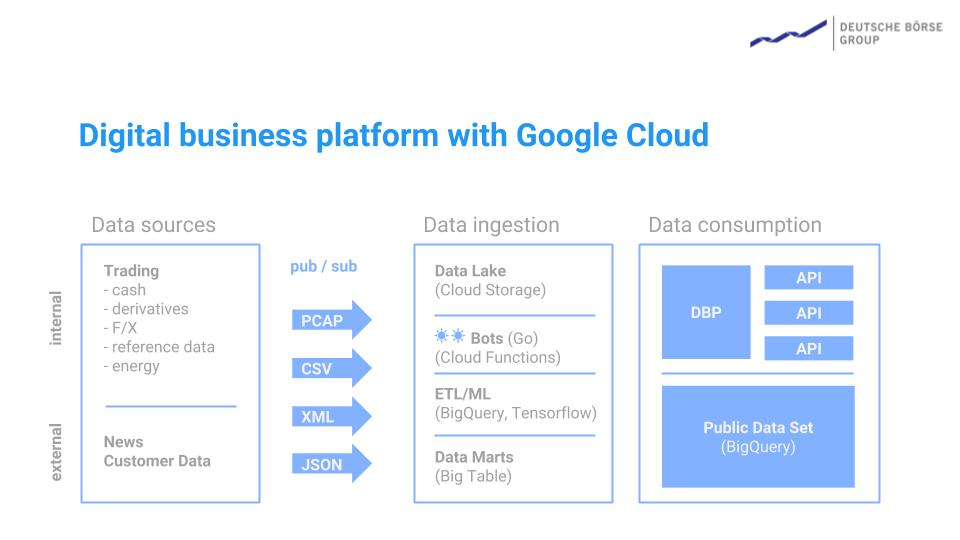 DEUTSCHE BÖRSE
GROUP
Digital business platform with Google Cloud
Data sources
Data ingestion
Data consumption
internal
external
Trading
- cash
- derivatives
- F/X
- reference data
- energy
News
Customer Data
pub / sub
PCAP
CSV
XML
JSON
Data Lake
(Cloud Storage)
Bots (Go)
(Cloud Functions)
ETL/ML
(BigQuery, Tensorflow)
Data Marts
(Big Table)
DBP
API
API
API
Public Data Set
(BigQuery)